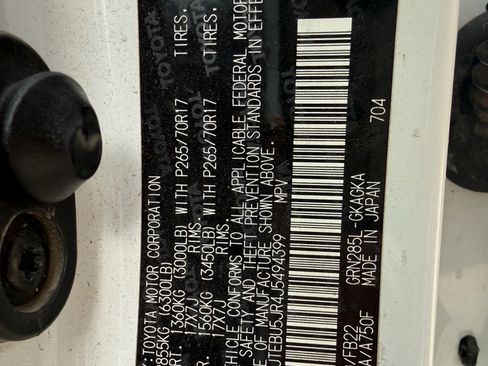 Y:TOYOTA MOTOR CORPORATION
2855KG (6300LB)
RT. 1360KG (3000LB) WITH P265/70R17 TIRES,
17X7J RIMS.
R. 1560KG (3450LB) WITH P265/70R17 TIRES,
17X7J RIMS.
VEHICLE CONFORMS TO ALL APPLICABLE FEDERAL MOTOR
SAFETY AND THEFT PREVENTION STANDARDS IN EFFE
OF MANUFACTURE SHOWN ABOVE.
JTEBU5JR4J5494399 MPV
/FB22 GRN285L-GKAGKA 704
A/A750F MADE IN JAPAN